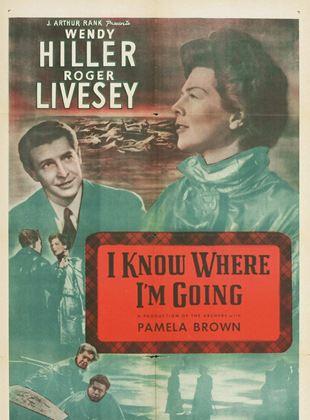 J. ARTHUR RANK Presents
WENDY
HILLER
ROGER
LIVESEY
I KNOW WHERE
I'M GOING
A PRODUCTION OF THE ARCHERS with
PAMELA BROWN